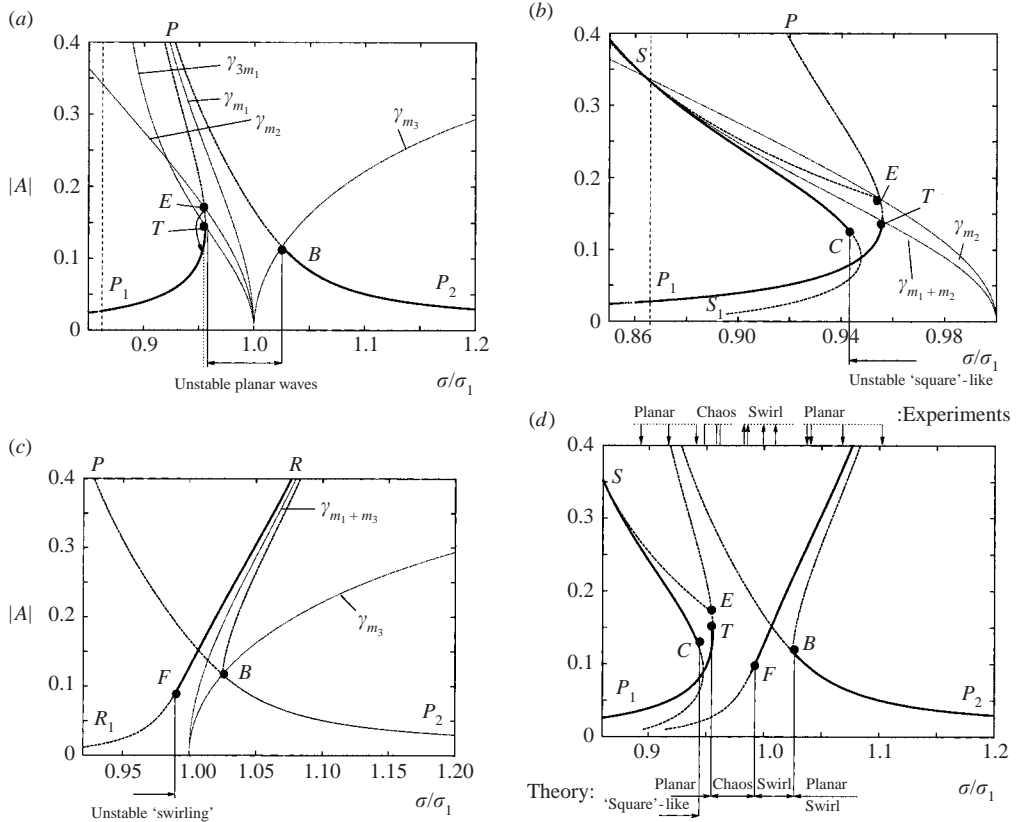 (a)
P
0.4
0.3
0.2
0.1
0
|A|
γ3m1
γm1
γm2
γm3
E
T
B
P1
P2
0.9
1.0
1.1
1.2
σ/σ1
Unstable planar waves
(b)
P
0.4
0.3
0.2
0.1
0
S
E
T
C
γm2
γm1 + m2
P1
S1
0.86
0.90
0.94
0.98
σ/σ1
Unstable ‘square’-like
(c)
P
R
0.4
0.3
0.2
0.1
0
|A|
γm1 + m3
γm3
F
B
R1
P2
0.95
1.00
1.05
1.10
1.15
1.20
σ/σ1
Unstable ‘swirling’
(d)
Planar Chaos Swirl Planar :Experiments
0.4
0.3
0.2
0.1
0
S
E
T
C
F
B
P1
P2
0.9
1.0
1.1
1.2
σ/σ1
Theory: Planar Chaos Swirl Planar
‘Square’-like Swirl